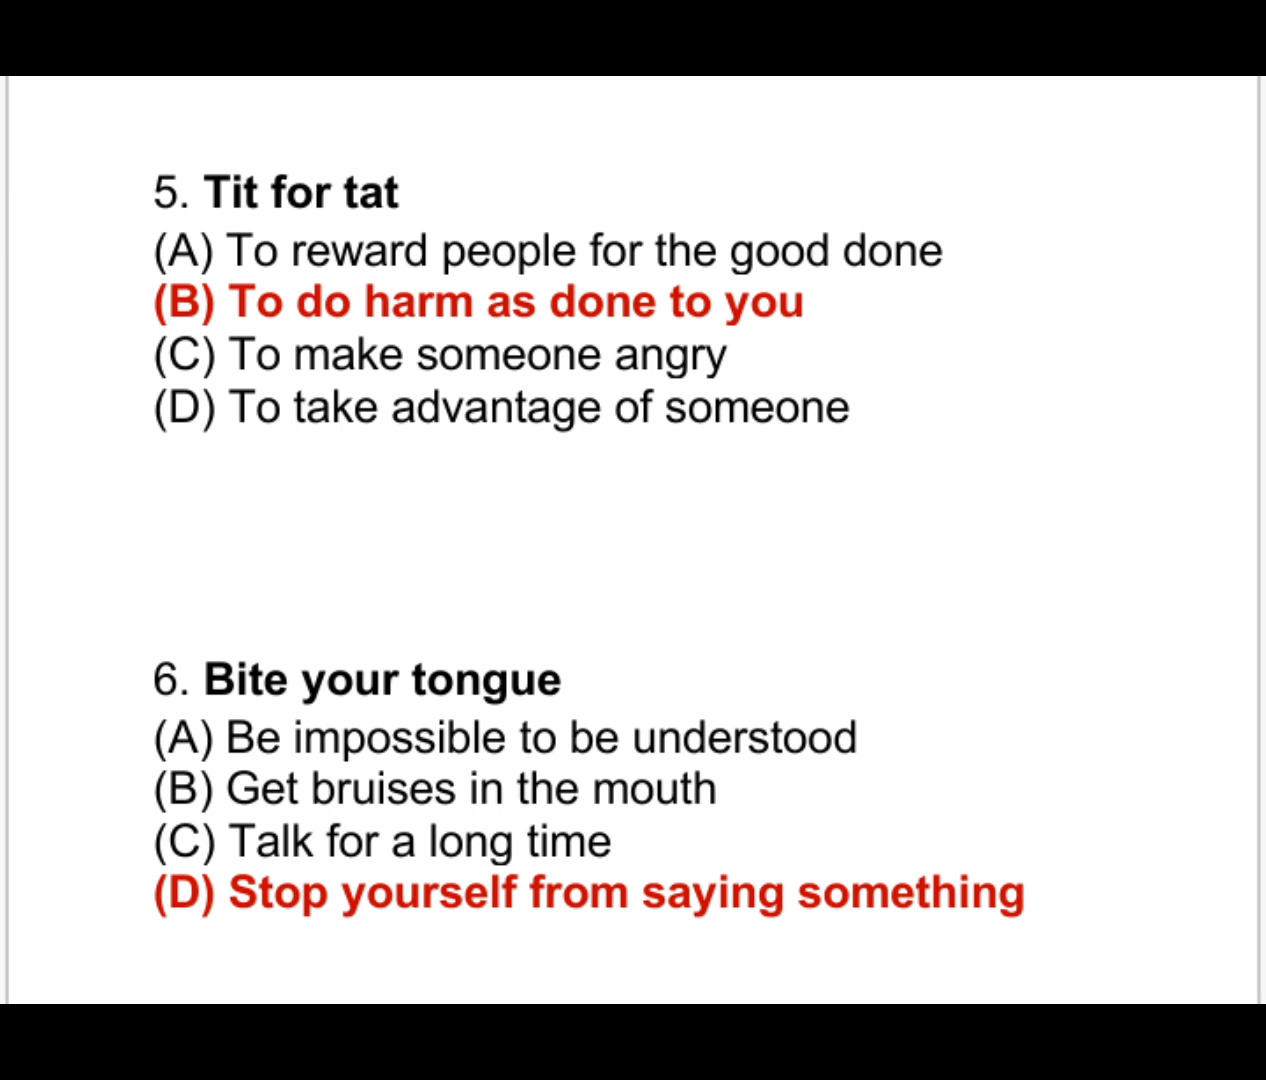 5. Tit for tat
(A) To reward people for the good done
(B) To do harm as done to you
(C) To make someone angry
(D) To take advantage of someone
6. Bite your tongue
(A) Be impossible to be understood
(B) Get bruises in the mouth
(C) Talk for a long time
(D) Stop yourself from saying something